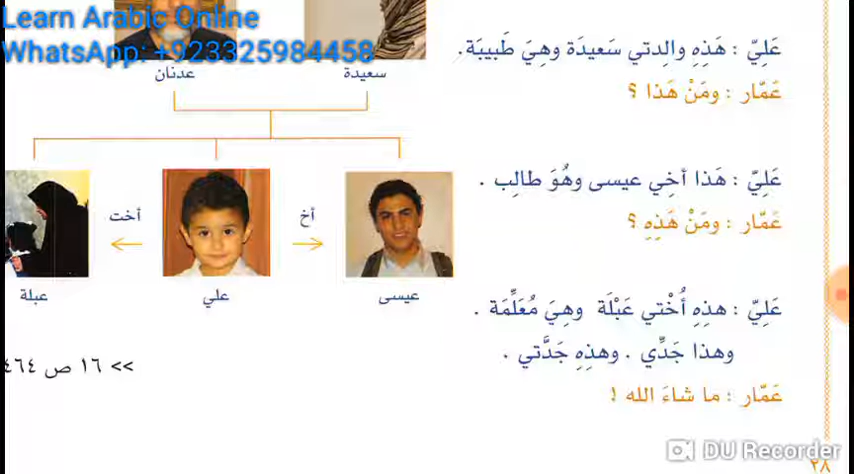 Learn Arabic Online
WhatsApp: +923325984458
عَلِيّ : هَذِهِ والِدتي سَعيدَة وهِيَ طَبيبَة.
عَمّار : ومَنْ هَذا ؟
سعيدة
عدنان
عَلِيّ : هَذا أخِي عيسى وهُوَ طالِب .
عَمّار : ومَنْ هَذِهِ ؟
أخ
أخت
عيسى
علي
عبلة
عَلِيّ : هذِهِ أُخْتي عَبْلَة وهِيَ مُعَلِّمَة .
وهذا جَدِّي . وهذِهِ جَدَّتي .
عَمّار : ما شاءَ الله !
>> ١٦ ص ٤٦٤
DU Recorder
٢٨